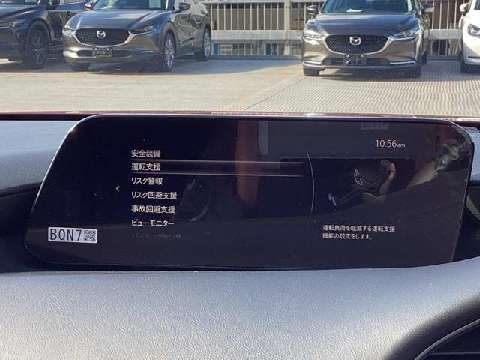 10:56am
安全装備
運転支援
リスク警報
リスク回避支援
事故回避支援
ビューモニター
運転負荷を軽減する運転支援
機能の設定をします。
BON7